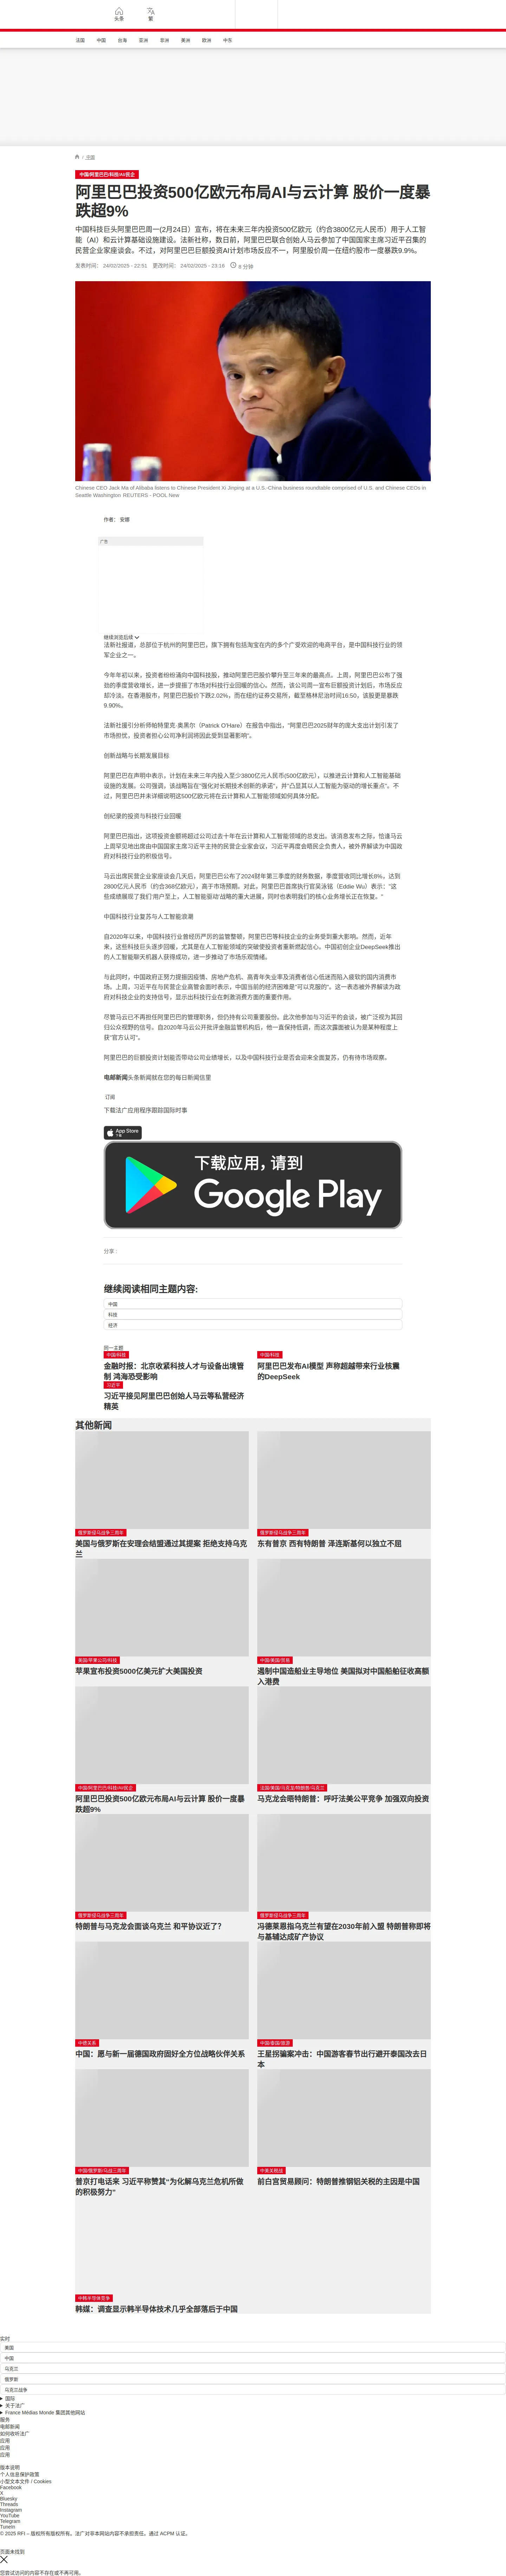 头条
繁
法国
中国
台海
亚洲
非洲
美洲
欧洲
中东
/ 中国
中国/阿里巴巴/科技/AI/民企
阿里巴巴投资500亿欧元布局AI与云计算 股价一度暴
跌超9%
中国科技巨头阿里巴巴周一(2月24日）宣布，将在未来三年内投资500亿欧元（约合3800亿元人民币）用于人工智
能（AI）和云计算基础设施建设。法新社称，数日前，阿里巴巴联合创始人马云参加了中国国家主席习近平召集的
民营企业家座谈会。不过，对阿里巴巴巨额投资AI计划市场反应不一，阿里股价周一在纽约股市一度暴跌9.9%。
发表时间： 24/02/2025 - 22:51 更改时间： 24/02/2025 - 23:16
Chinese CEO Jack Ma of Alibaba listens to Chinese President Xi Jinping at a U.S.-China business roundtable comprised of U.S. and Chinese CEOs in
Seattle Washington REUTERS - POOL New
作者： 安娜
广告
继续浏览后续
法新社报道，总部位于杭州的阿里巴巴，旗下拥有包括淘宝在内的多个广受欢迎的电商平台，是中国科技行业的领
军企业之一。
今年年初以来，投资者纷纷涌向中国科技股，推动阿里巴巴股价攀升至三年来的最高点。上周，阿里巴巴公布了强
劲的季度营收增长，进一步提振了市场对科技行业回暖的信心。然而，该公司周一宣布巨额投资计划后，市场反应
却冷淡。在香港股市，阿里巴巴股价下跌2.02%，而在纽约证券交易所，截至格林尼治时间16:50，该股更是暴跌
9.90%。
法新社援引分析师帕特里克·奥黑尔（Patrick O'Hare）在报告中指出，"阿里巴巴2025财年的庞大支出计划引发了
市场担忧，投资者担心公司净利润将因此受到显著影响"。
创新战略与长期发展目标
阿里巴巴在声明中表示，计划在未来三年内投入至少3800亿元人民币(500亿欧元)，以推进云计算和人工智能基础
设施的发展。公司强调，该战略旨在"强化对长期技术创新的承诺"，并"凸显其以人工智能为驱动的增长重点"。不
过，阿里巴巴并未详细说明这500亿欧元将在云计算和人工智能领域如何具体分配。
创纪录的投资与科技行业回暖
阿里巴巴指出，这项投资金额将超过公司过去十年在云计算和人工智能领域的总支出。该消息发布之际，恰逢马云
上周罕见地出席由中国国家主席习近平主持的民营企业家会议，习近平再度会晤民企负责人，被外界解读为中国政
府对科技行业的积极信号。
马云出席民营企业家座谈会几天后，阿里巴巴公布了2024财年第三季度的财务数据，季度营收同比增长8%，达到
2800亿元人民币（约合368亿欧元），高于市场预期。对此，阿里巴巴首席执行官吴泳铭（Eddie Wu）表示："这
些成绩展现了我们'用户至上，人工智能驱动'战略的重大进展，同时也表明我们的核心业务增长正在恢复。"
中国科技行业复苏与人工智能浪潮
自2020年以来，中国科技行业曾经历严厉的监管整顿，阿里巴巴等科技企业的业务受到重大影响。然而，近年
来，这些科技巨头逐步回暖，尤其是在人工智能领域的突破使投资者重新燃起信心。中国初创企业DeepSeek推出
的人工智能聊天机器人获得成功，进一步推动了市场乐观情绪。
与此同时，中国政府正努力提振因疫情、房地产危机、高青年失业率及消费者信心低迷而陷入疲软的国内消费市
场。上周，习近平在与民营企业高管会面时表示，中国当前的经济困难是"可以克服的"。这一表态被外界解读为政
府对科技企业的支持信号，显示出科技行业在刺激消费方面的重要作用。
尽管马云已不再担任阿里巴巴的管理职务，但仍持有公司重要股份。此次他参加与习近平的会谈，被广泛视为其回
归公众视野的信号。自2020年马云公开批评金融监管机构后，他一直保持低调，而这次露面被认为是某种程度上
获"官方认可"。
阿里巴巴的巨额投资计划能否带动公司业绩增长，以及中国科技行业是否会迎来全面复苏，仍有待市场观察。
电邮新闻头条新闻就在您的每日新闻信里
订阅
下载法广应用程序跟踪国际时事
App Store
下载应用，请到
Google Play
分享 :
继续阅读相同主题内容:
中国
科技
经济
同一主题
中国/科技
金融时报：北京收紧科技人才与设备出境管
制 鸿海恐受影响
中国/科技
阿里巴巴发布AI模型 声称超越带来行业核震
的DeepSeek
习近平
习近平接见阿里巴巴创始人马云等私营经济
精英
其他新闻
俄罗斯侵乌战争三周年
美国与俄罗斯在安理会结盟通过其提案 拒绝支持乌克
兰
俄罗斯侵乌战争三周年
东有普京 西有特朗普 泽连斯基何以独立不屈
美国/苹果公司/科技
苹果宣布投资5000亿美元扩大美国投资
中国/美国/贸易
遏制中国造船业主导地位 美国拟对中国船舶征收高额
入港费
中国/阿里巴巴/科技/AI/民企
阿里巴巴投资500亿欧元布局AI与云计算 股价一度暴
跌超9%
法国/美国/马克龙/特朗普/乌克兰
马克龙会晤特朗普：呼吁法美公平竞争 加强双向投资
俄罗斯侵乌战争三周年
特朗普与马克龙会面谈乌克兰 和平协议近了？
俄罗斯侵乌战争三周年
冯德莱恩指乌克兰有望在2030年前入盟 特朗普称即将
与基辅达成矿产协议
中德关系
中国：愿与新一届德国政府固好全方位战略伙伴关系
中国/泰国/旅游
王星拐骗案冲击：中国游客春节出行避开泰国改去日
本
中国/俄罗斯/乌战三周年
普京打电话来 习近平称赞其"为化解乌克兰危机所做
的积极努力"
中美关税战
前白宫贸易顾问：特朗普推钢铝关税的主因是中国
中韩半导体竞争
韩媒：调查显示韩半导体技术几乎全部落后于中国
实时
美国
中国
乌克兰
俄罗斯
乌克兰战争
国际
关于法广
France Médias Monde 集团其他网站
服务
电邮新闻
如何收听法广
应用
应用
应用
版本说明
个人信息保护政策
小型文本文件 / Cookies
Facebook
X
Bluesky
Threads
Instagram
YouTube
Telegram
TuneIn
© 2025 RFI – 版权所有版权所有。法广对非本网站内容不承担责任。通过 ACPM 认证。
页面未找到
您尝试访问的内容不存在或不再可用。